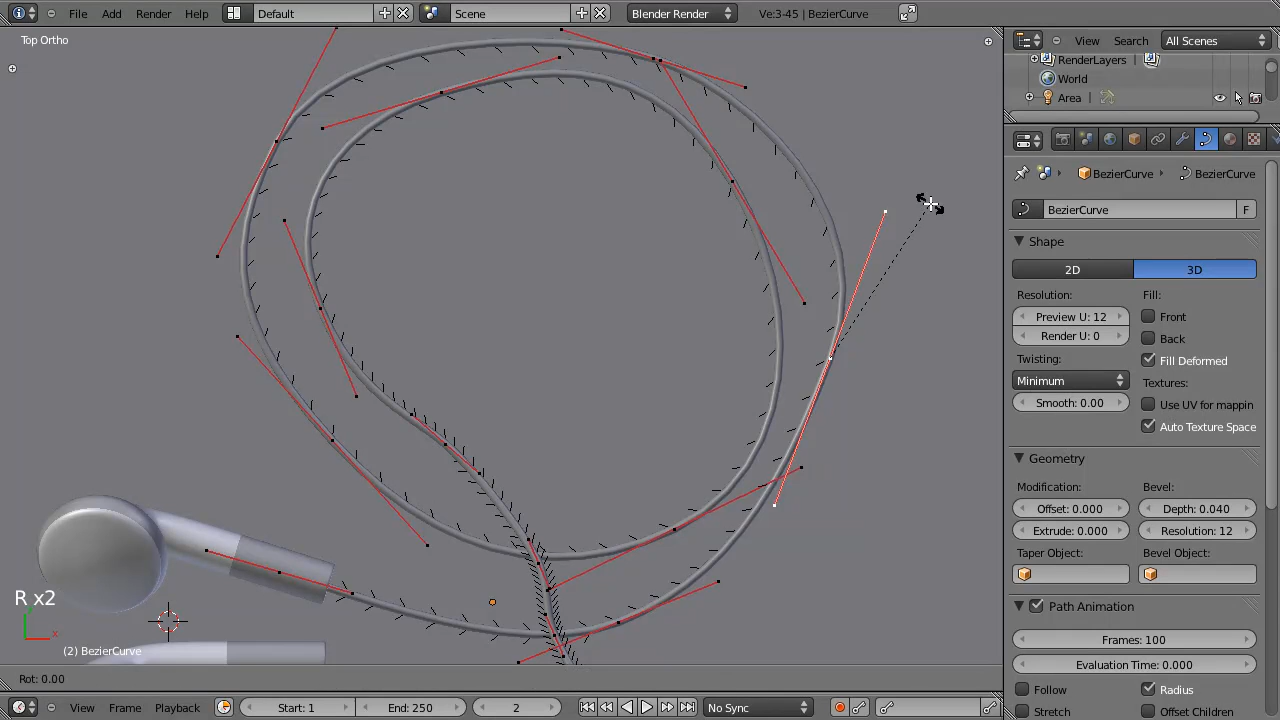 File Add Render Help Default Scene Blender Render Ve:3-45 | BezierCurve
Top Ortho
View Search All Scenes
RenderLayers
World
Area
BezierCurve BezierCurve
BezierCurve F
Shape
2D 3D
Resolution: Fill:
Preview U: 12 Front
Render U: 0 Back
Twisting: Fill Deformed
Minimum Textures:
Smooth: 0.00 Use UV for mappin
Auto Texture Space
Geometry
Modification: Bevel:
Offset: 0.000 Depth: 0.040
Extrude: 0.000 Resolution: 12
Taper Object: Bevel Object:
Path Animation
Frames: 100
Evaluation Time: 0.000
Follow Radius
Stretch Offset Children
R x2
x
(2) BezierCurve
Rot: 0.00
View Frame Playback Start: 1 End: 250 2 No Sync